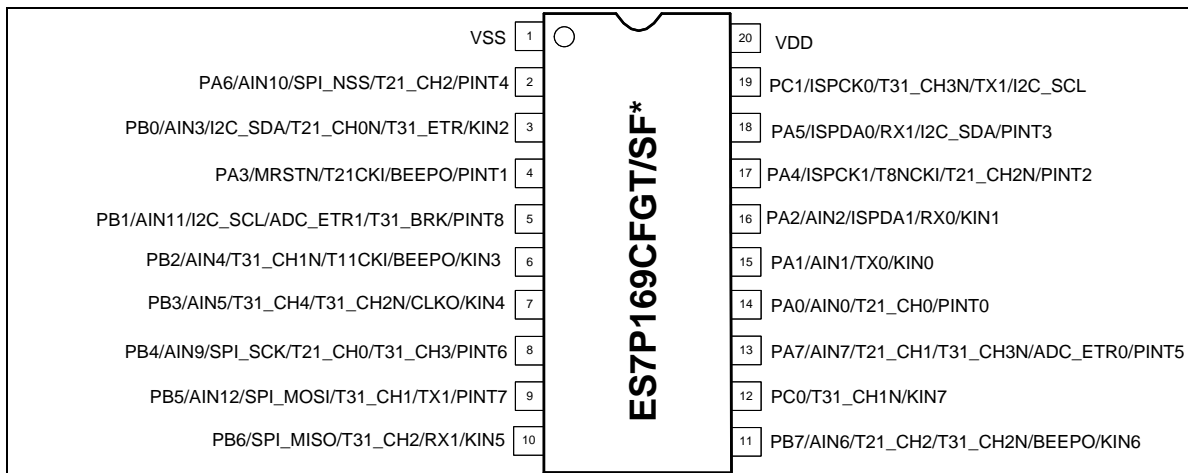 VSS 1
PA6/AIN10/SPI_NSS/T21_CH2/PINT4 2
PB0/AIN3/I2C_SDA/T21_CH0N/T31_ETR/KIN2 3
PA3/MRSTN/T21CKI/BEEPO/PINT1 4
PB1/AIN11/I2C_SCL/ADC_ETR1/T31_BRK/PINT8 5
PB2/AIN4/T31_CH1N/T11CKI/BEEPO/KIN3 6
PB3/AIN5/T31_CH4/T31_CH2N/CLKO/KIN4 7
PB4/AIN9/SPI_SCK/T21_CH0/T31_CH3/PINT6 8
PB5/AIN12/SPI_MOSI/T31_CH1/TX1/PINT7 9
PB6/SPI_MISO/T31_CH2/RX1/KIN5 10
ES7P169CFGT/SF*
20 VDD
19 PC1/ISPCK0/T31_CH3N/TX1/I2C_SCL
18 PA5/ISPDA0/RX1/I2C_SDA/PINT3
17 PA4/ISPCK1/T8NCKI/T21_CH2N/PINT2
16 PA2/AIN2/ISPDA1/RX0/KIN1
15 PA1/AIN1/TX0/KIN0
14 PA0/AIN0/T21_CH0/PINT0
13 PA7/AIN7/T21_CH1/T31_CH3N/ADC_ETR0/PINT5
12 PC0/T31_CH1N/KIN7
11 PB7/AIN6/T21_CH2/T31_CH2N/BEEPO/KIN6